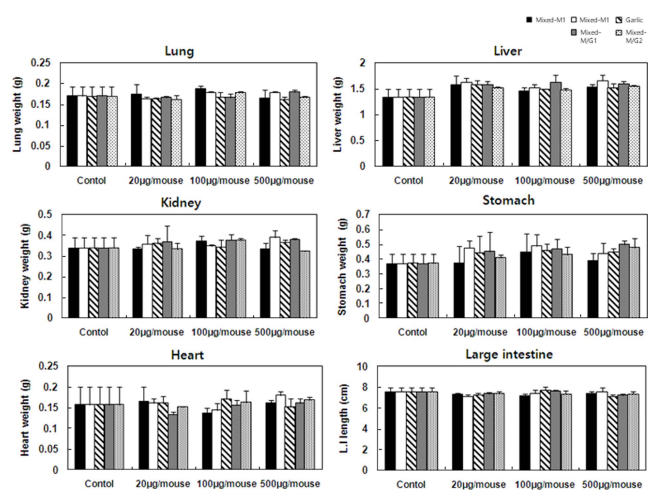 Mixed-M1 Mixed-M1 Garlic
Mixed-M/G1 Mixed-M/G2
Lung
Lung weight (g)
0.25
0.2
0.15
0.1
0.05
0
Contol 20μg/mouse 100μg/mouse 500μg/mouse
Liver
Liver weight (g)
2
1.5
1
0.5
0
Contol 20μg/mouse 100μg/mouse 500μg/mouse
Kidney
Kidney weight (g)
0.5
0.4
0.3
0.2
0.1
0
Contol 20μg/mouse 100μg/mouse 500μg/mouse
Stomach
Stomach weight (g)
0.7
0.6
0.5
0.4
0.3
0.2
0.1
0
Contol 20μg/mouse 100μg/mouse 500μg/mouse
Heart
Heart weight (g)
0.25
0.2
0.15
0.1
0.05
0
Contol 20μg/mouse 100μg/mouse 500μg/mouse
Large intestine
L.I length (cm)
10
8
6
4
2
0
Contol 20μg/mouse 100μg/mouse 500μg/mouse